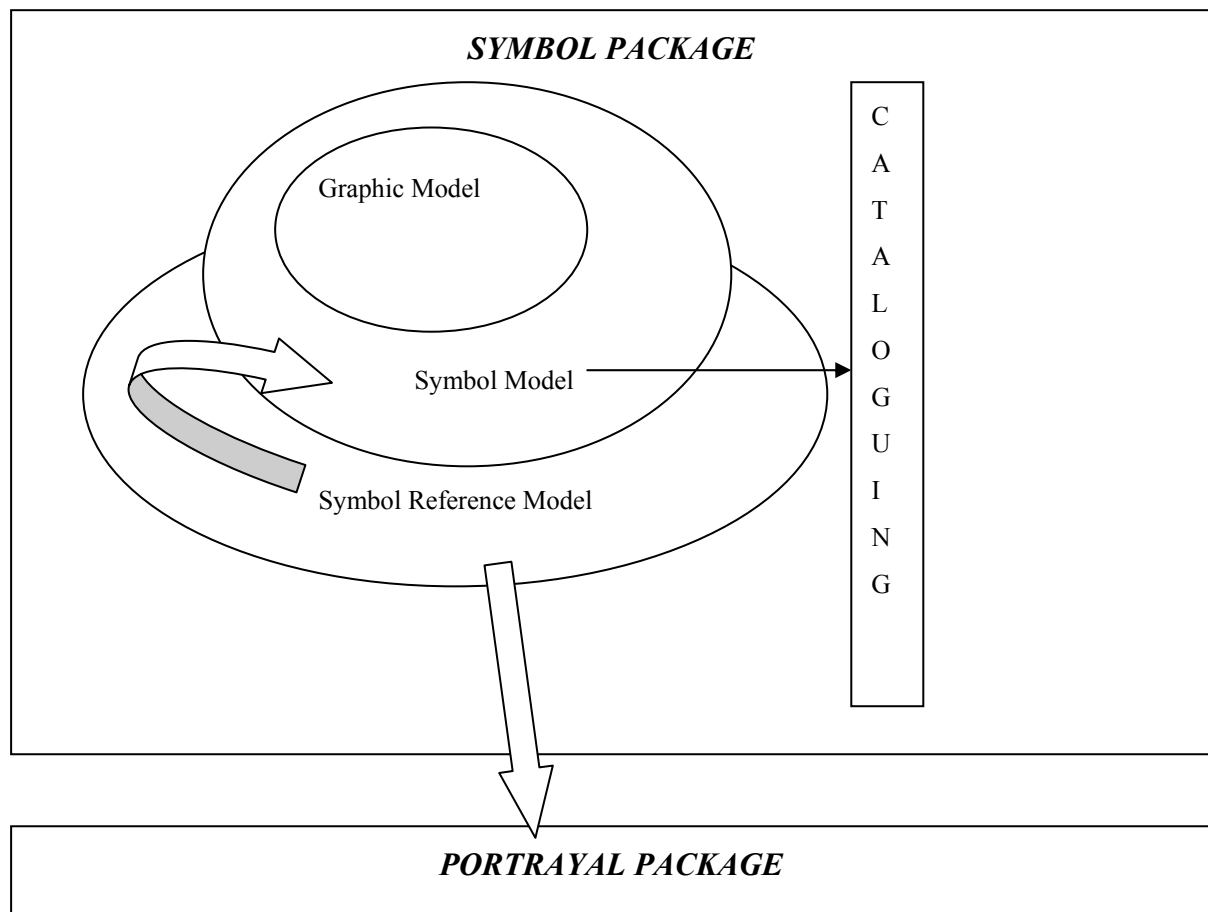 SYMBOL PACKAGE
Graphic Model
Symbol Model
Symbol Reference Model
C
A
T
A
L
O
G
U
I
N
G
PORTRAYAL PACKAGE